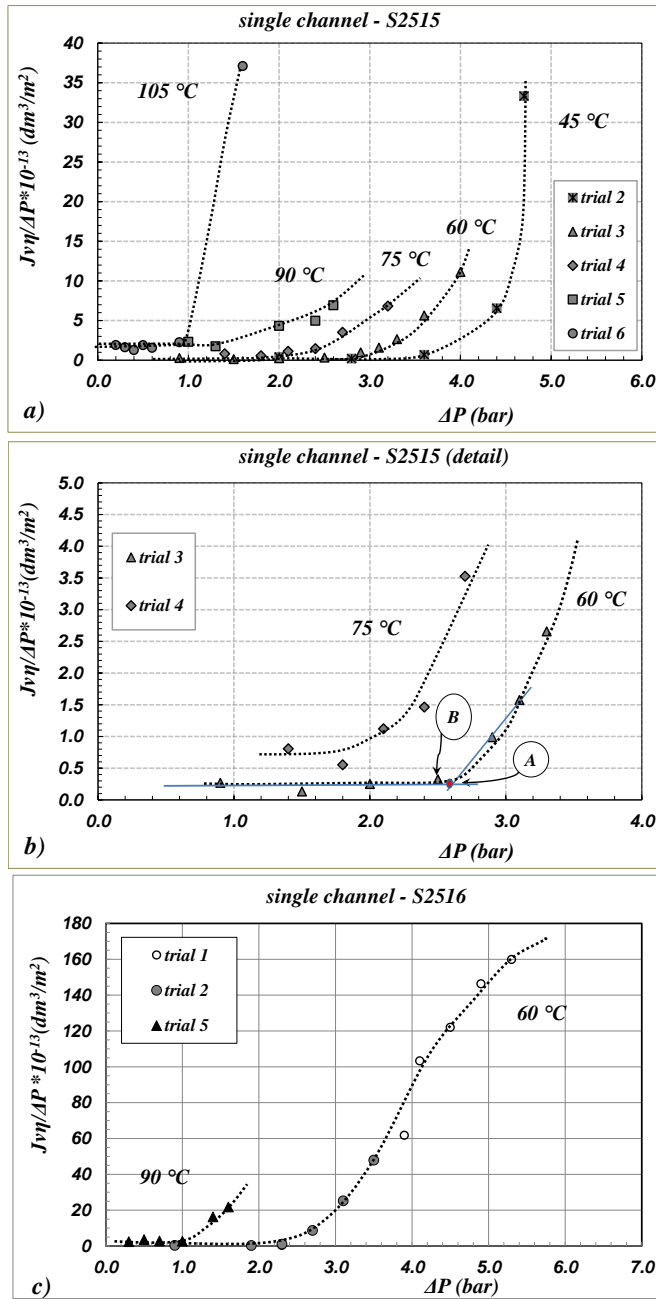 single channel - S2515
Jvη/ΔP*10⁻¹³ (dm³/m²)
40
35
30
25
20
15
10
5
0
105 °C
45 °C
60 °C
75 °C
90 °C
trial 2
trial 3
trial 4
trial 5
trial 6
0.0 1.0 2.0 3.0 4.0 5.0 6.0
a)
ΔP (bar)
single channel - S2515 (detail)
Jvη/ΔP*10⁻¹³(dm³/m²)
5.0
4.5
4.0
3.5
3.0
2.5
2.0
1.5
1.0
0.5
0.0
trial 3
trial 4
75 °C
60 °C
B
A
0.0 1.0 2.0 3.0 4.0
b)
ΔP (bar)
single channel - S2516
Jvη/ΔP *10⁻¹³(dm³/m²)
180
160
140
120
100
80
60
40
20
0
trial 1
trial 2
trial 5
60 °C
90 °C
0.0 1.0 2.0 3.0 4.0 5.0 6.0 7.0
c)
ΔP (bar)